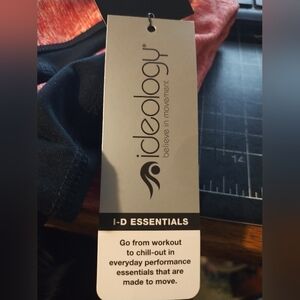 ideology®
believe in movement
I-D ESSENTIALS
Go from workout
to chill-out in
everyday performance
essentials that are
made to move.
14